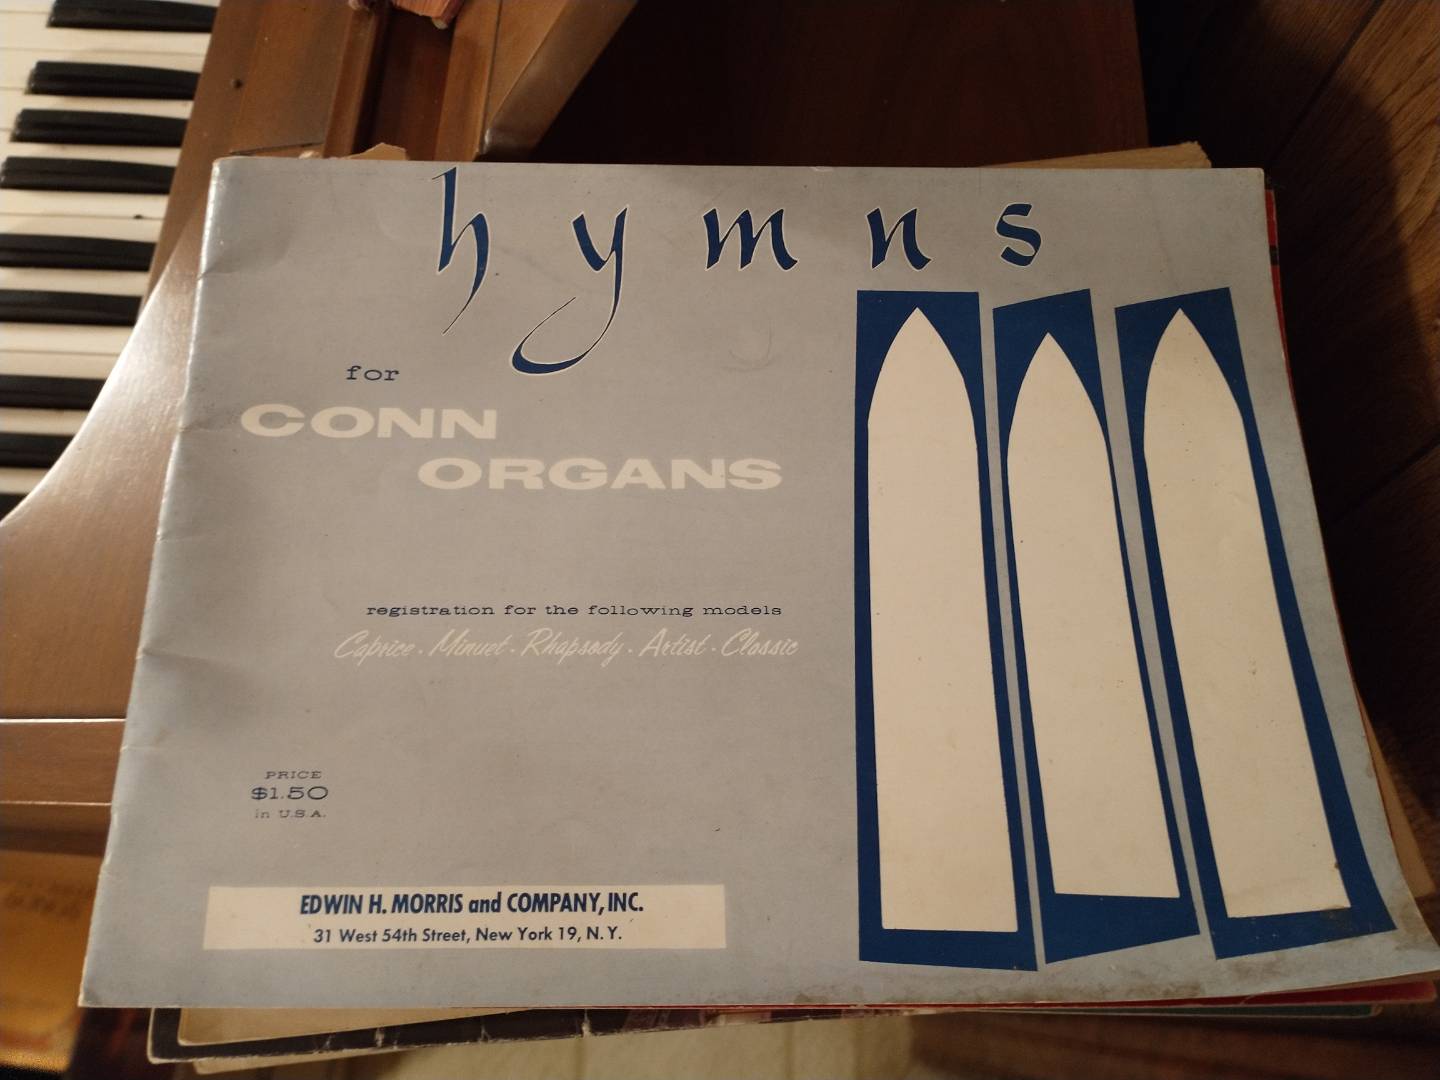 hymns
for
CONN
ORGANS
registration for the following models
Caprice · Minuet · Rhapsody · Artist · Classic
PRICE
$1.50
in U.S.A.
EDWIN H. MORRIS and COMPANY, INC.
31 West 54th Street, New York 19, N. Y.